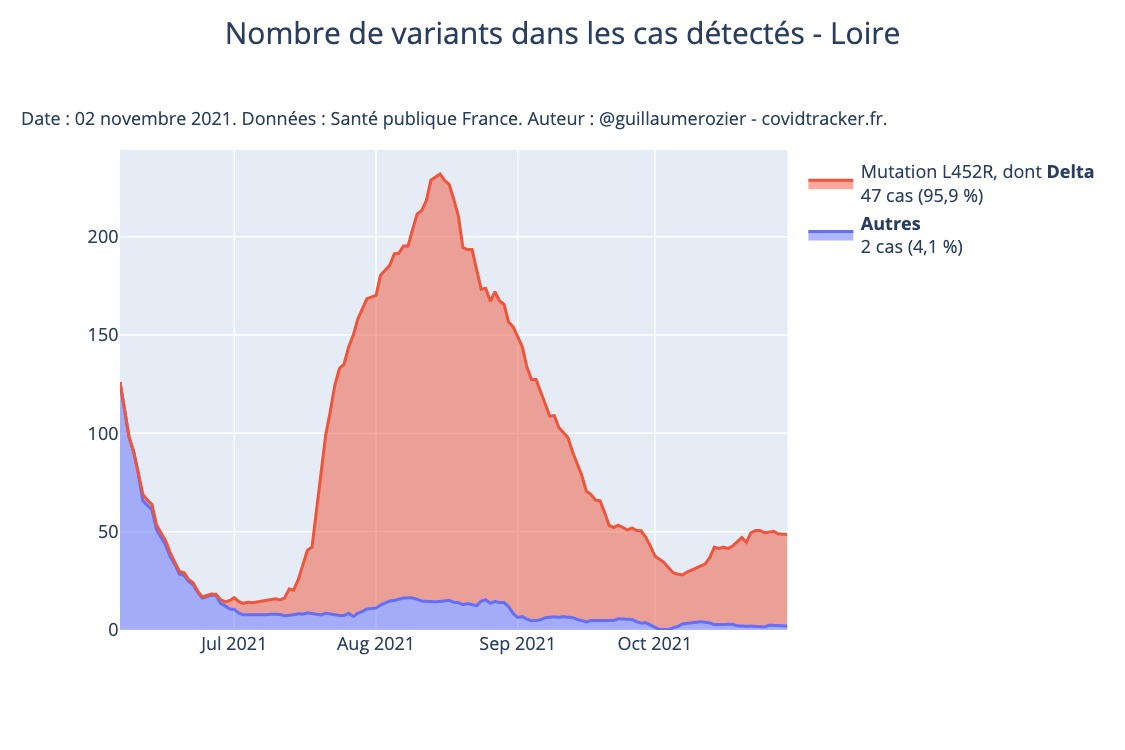 Nombre de variants dans les cas détectés - Loire
Date : 02 novembre 2021. Données : Santé publique France. Auteur : @guillaumerozier - covidtracker.fr.
Mutation L452R, dont Delta
47 cas (95,9 %)
Autres
2 cas (4,1 %)
200
150
100
50
0
Jul 2021
Aug 2021
Sep 2021
Oct 2021